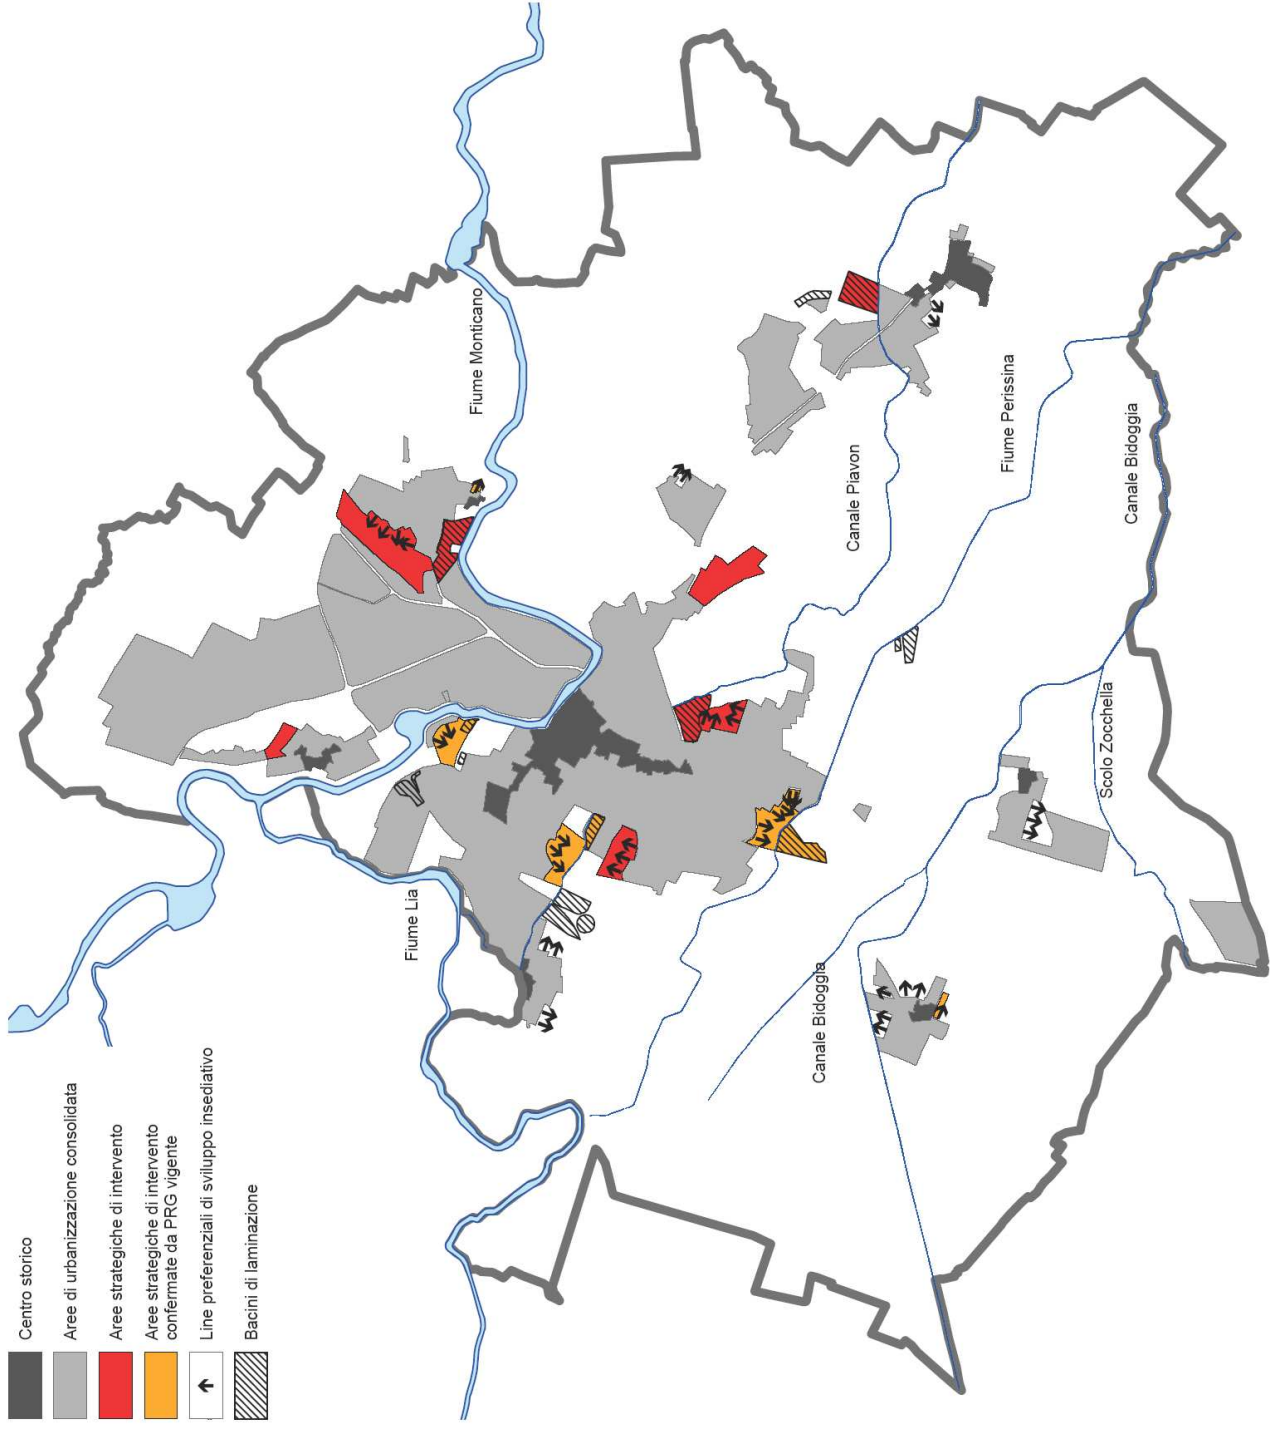 Centro storico
Aree di urbanizzazione consolidata
Aree strategiche di intervento
Aree strategiche di intervento
confermate da PRG vigente
Line preferenziali di sviluppo insediativo
Bacini di laminazione
Fiume Lia
Fiume Monticano
Canale Bidoggia
Canale Piavon
Fiume Perissina
Scolo Zocchella
Canale Bidoggia